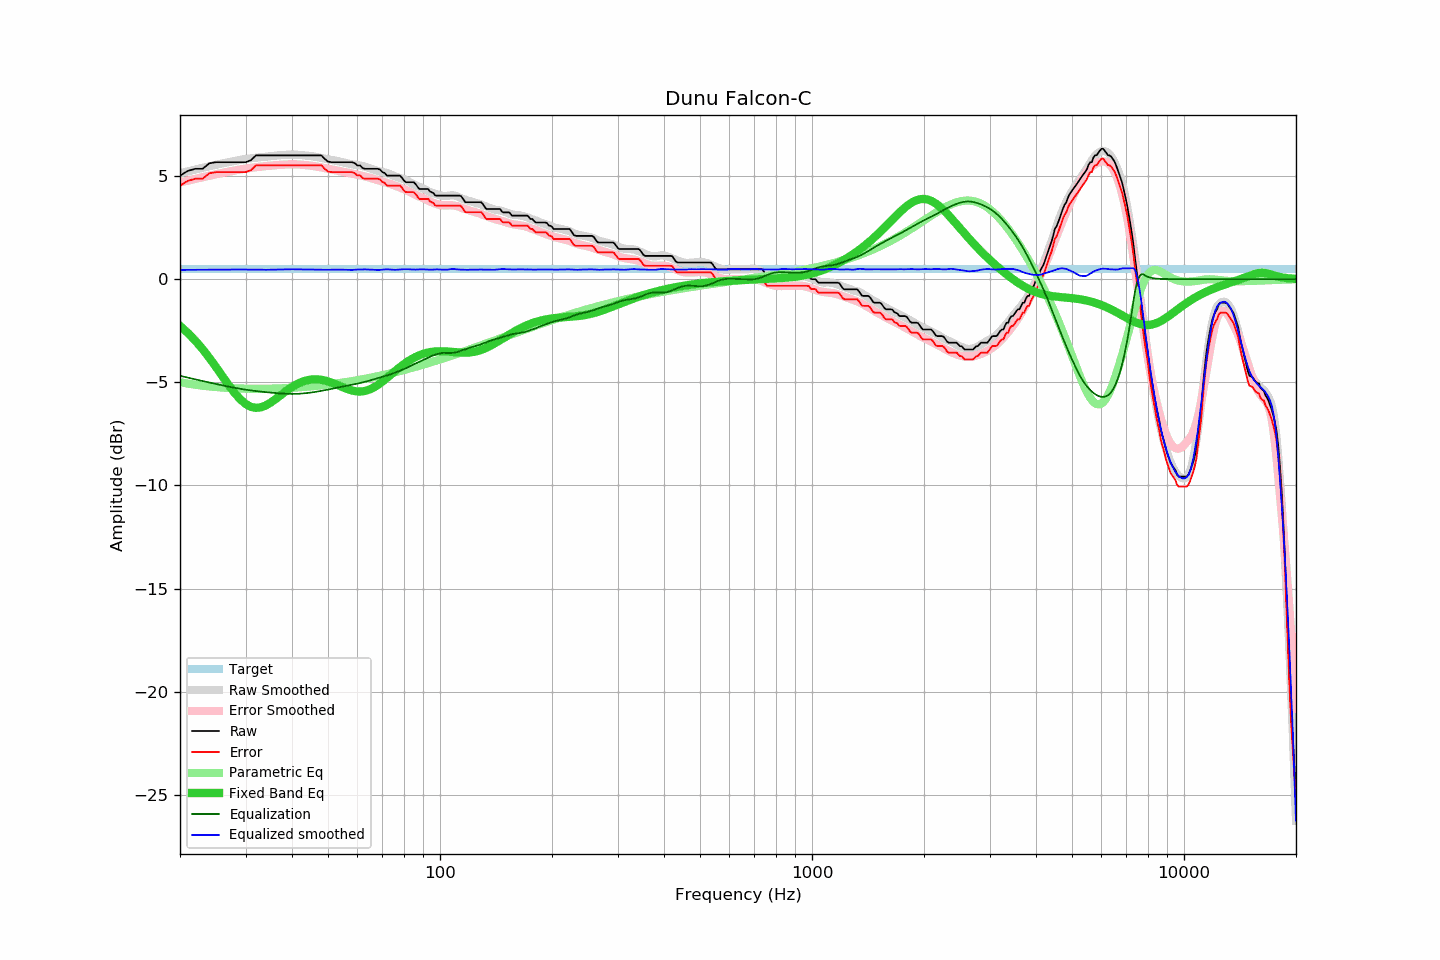 Dunu Falcon-C
5
0
−5
−10
−15
−20
−25
Amplitude (dBr)
Target
Raw Smoothed
Error Smoothed
Raw
Error
Parametric Eq
Fixed Band Eq
Equalization
Equalized smoothed
100 1000 10000
Frequency (Hz)